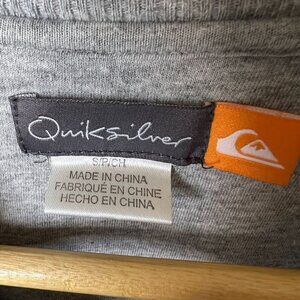 Quiksilver
S/P/CH
MADE IN CHINA
FABRIQUÉ EN CHINE
HECHO EN CHINA